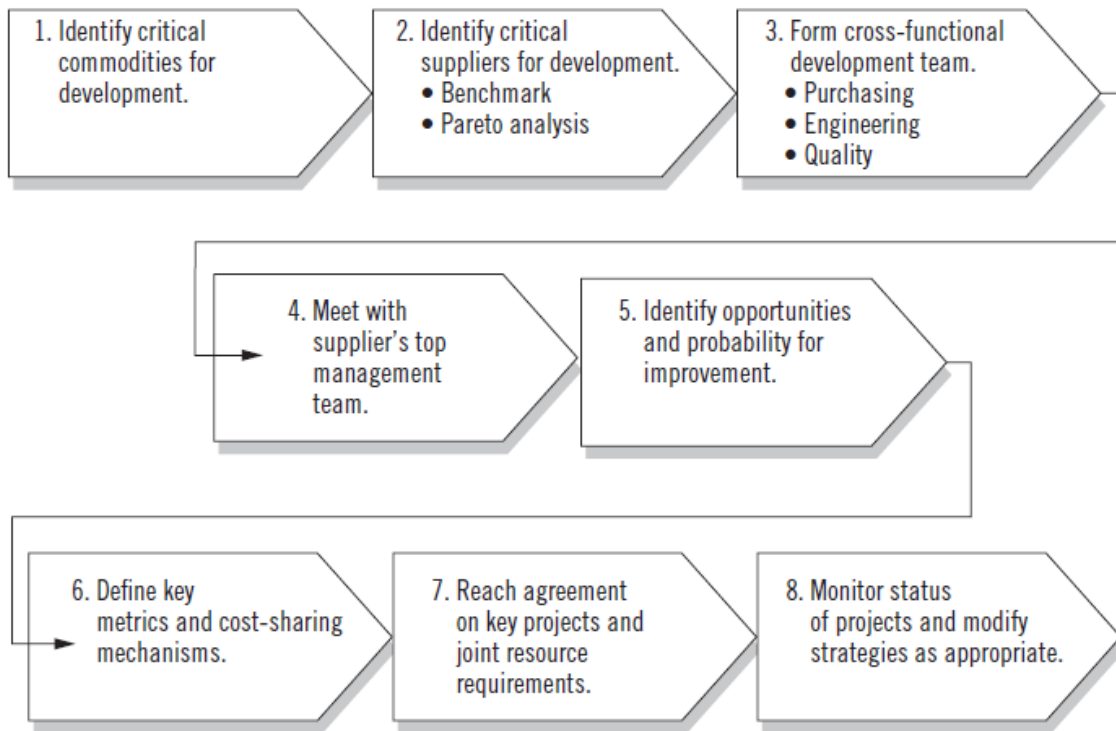 1. Identify critical
commodities for
development.
2. Identify critical
suppliers for development.
• Benchmark
• Pareto analysis
3. Form cross-functional
development team.
• Purchasing
• Engineering
• Quality
4. Meet with
supplier’s top
management
team.
5. Identify opportunities
and probability for
improvement.
6. Define key
metrics and cost-sharing
mechanisms.
7. Reach agreement
on key projects and
joint resource
requirements.
8. Monitor status
of projects and modify
strategies as appropriate.